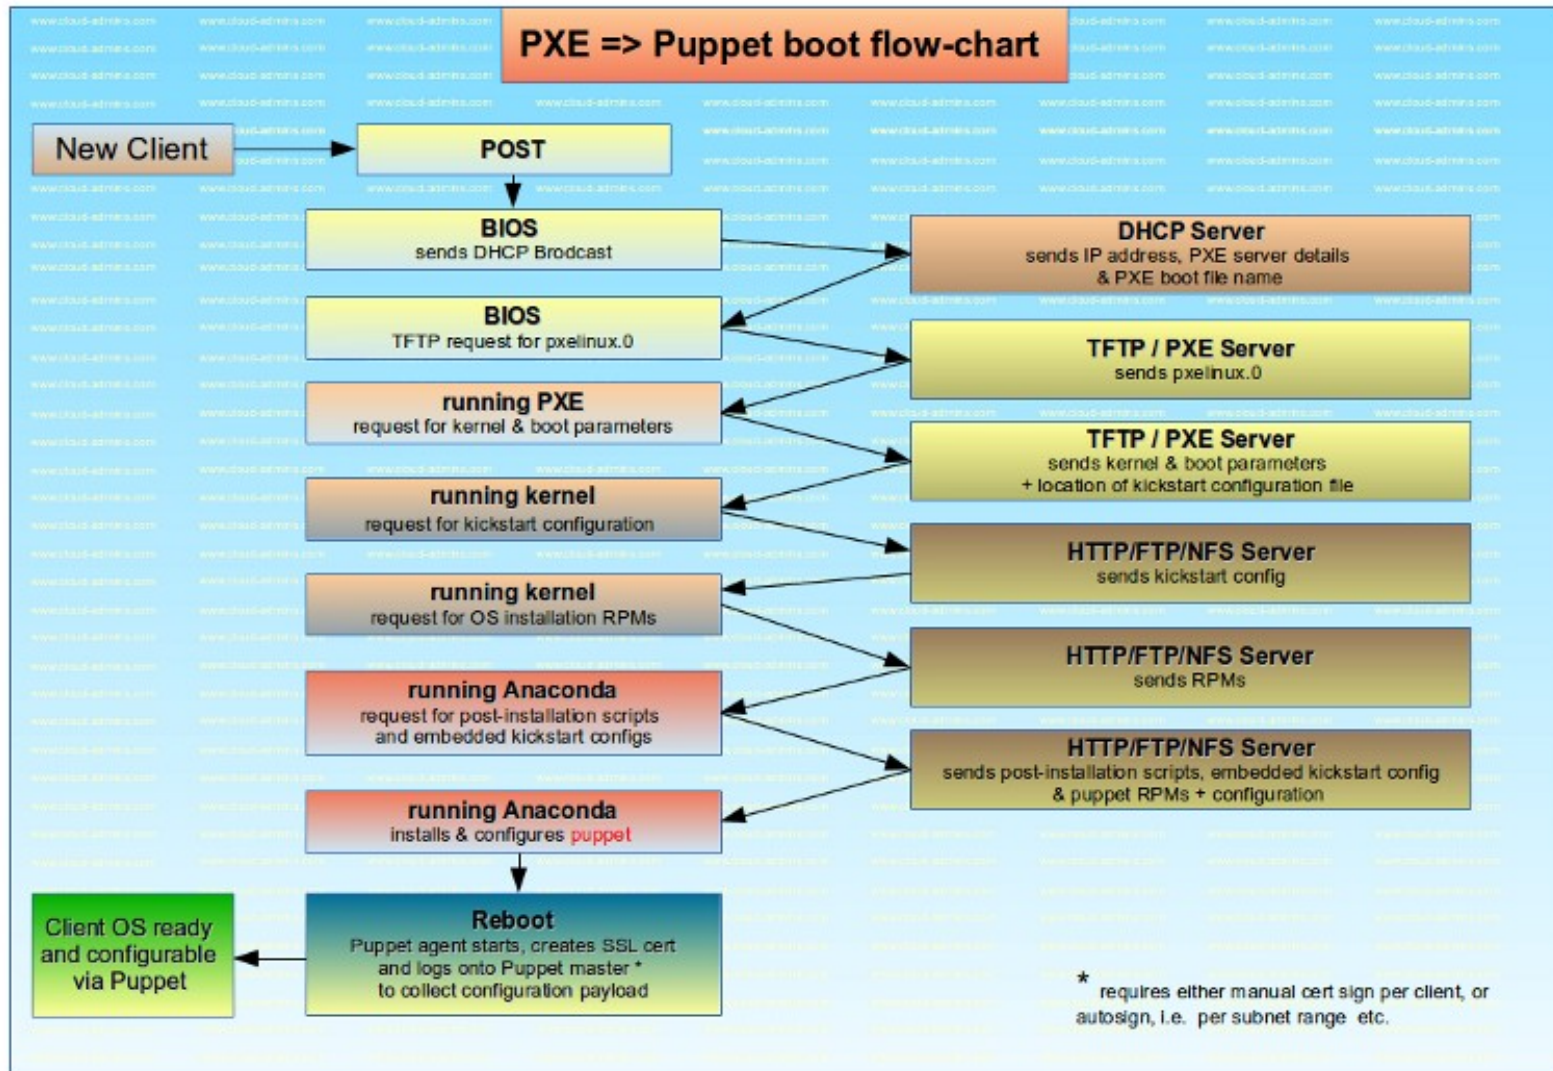 PXE => Puppet boot flow-chart
New Client
POST
BIOS
sends DHCP Brodcast
DHCP Server
sends IP address, PXE server details
& PXE boot file name
BIOS
TFTP request for pxelinux.0
TFTP / PXE Server
sends pxelinux.0
running PXE
request for kernel & boot parameters
TFTP / PXE Server
sends kernel & boot parameters
+ location of kickstart configuration file
running kernel
request for kickstart configuration
HTTP/FTP/NFS Server
sends kickstart config
running kernel
request for OS installation RPMs
HTTP/FTP/NFS Server
sends RPMs
running Anaconda
request for post-installation scripts
and embedded kickstart configs
HTTP/FTP/NFS Server
sends post-installation scripts, embedded kickstart config
& puppet RPMs + configuration
running Anaconda
installs & configures puppet
Reboot
Puppet agent starts, creates SSL cert
and logs onto Puppet master *
to collect configuration payload
Client OS ready
and configurable
via Puppet
* requires either manual cert sign per client, or
autosign, i.e. per subnet range etc.
www.cloud-admins.com